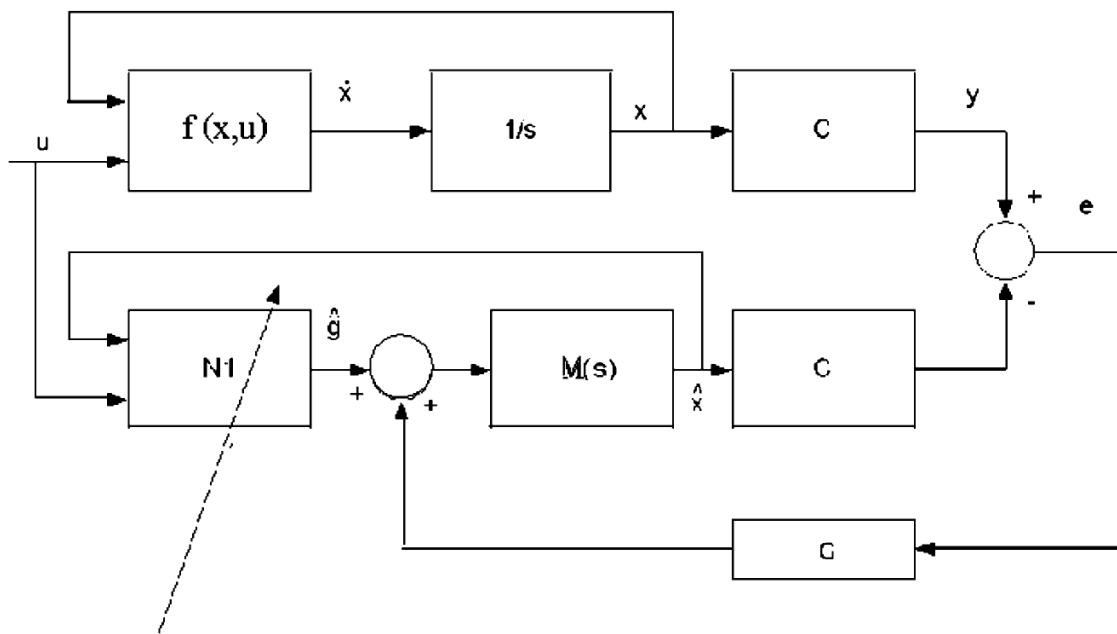 ẋ
x
y
f (x,u)
1/s
C
u
+
e
-
ĝ
N1
M(s)
C
+
+
x̂
G